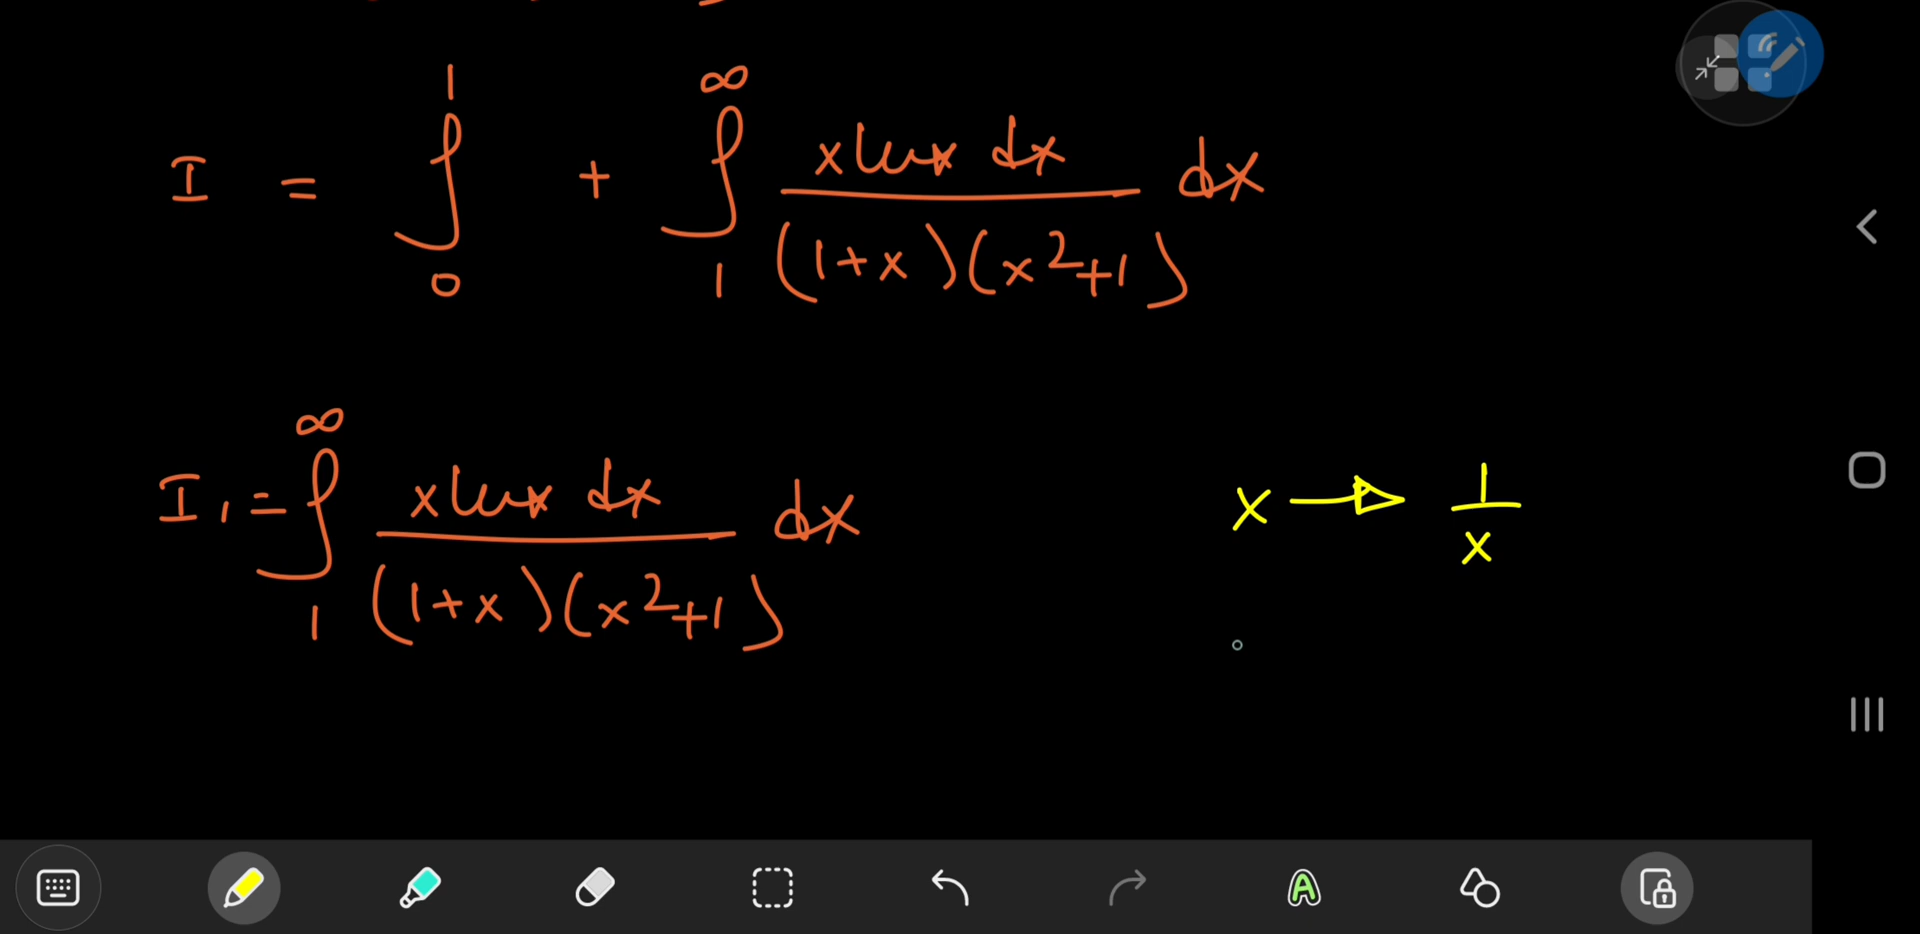 I = ∫₀¹ + ∫₁^∞ x ln x dx / (1+x)(x²+1) dx
I₁ = ∫₁^∞ x ln x dx / (1+x)(x²+1) dx x → 1/x
A